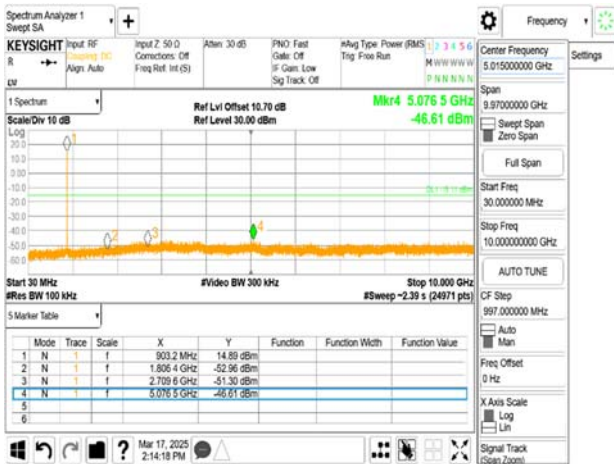 Spectrum Analyzer 1
Swept SA
+
Frequency
KEYSIGHT Input: RF Input Z: 50 Ω Atten: 30 dB PNO: Fast #Avg Type: Power (RMS 1 2 3 4 5 6
R Coupling: DC Corrections: Off Gate: Off Trig: Free Run M W W W W W
Align: Auto Freq Ref: Int (S) IF Gain: Low
Sig Track: Off P N N N N N
1 Spectrum
Scale/Div 10 dB
Ref Lvl Offset 10.70 dB
Ref Level 30.00 dBm
Mkr4 5.076 5 GHz
-46.61 dBm
Log
20.0
10.0
0.00
-10.0
-20.0
-30.0
-40.0
-50.0
-60.0
1
2
3
4
Start 30 MHz #Video BW 300 kHz Stop 10.000 GHz
#Res BW 100 kHz #Sweep ~2.39 s (24971 pts)
5 Marker Table
Mode Trace Scale X Y Function Function Width Function Value
1 N 1 f 903.2 MHz 14.89 dBm
2 N 1 f 1.806 4 GHz -52.96 dBm
3 N 1 f 2.709 6 GHz -51.30 dBm
4 N 1 f 5.076 5 GHz -46.61 dBm
5
6
?
Mar 17, 2025
2:14:18 PM
Center Frequency
5.015000000 GHz
Settings
Span
9.97000000 GHz
Swept Span
Zero Span
Full Span
Start Freq
30.000000 MHz
Stop Freq
10.000000000 GHz
AUTO TUNE
CF Step
997.000000 MHz
Auto
Man
Freq Offset
0 Hz
X Axis Scale
Log
Lin
Signal Track
(Span Zoom)